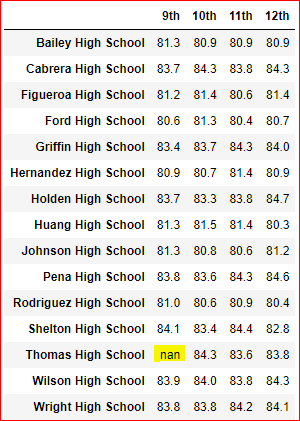 9th 10th 11th 12th
Bailey High School 81.3 80.9 80.9 80.9
Cabrera High School 83.7 84.3 83.8 84.3
Figueroa High School 81.2 81.4 80.6 81.4
Ford High School 80.6 81.3 80.4 80.7
Griffin High School 83.4 83.7 84.3 84.0
Hernandez High School 80.9 80.7 81.4 80.9
Holden High School 83.7 83.3 83.8 84.7
Huang High School 81.3 81.5 81.4 80.3
Johnson High School 81.3 80.8 80.6 81.2
Pena High School 83.8 83.6 84.3 84.6
Rodriguez High School 81.0 80.6 80.9 80.4
Shelton High School 84.1 83.4 84.4 82.8
Thomas High School nan 84.3 83.6 83.8
Wilson High School 83.9 84.0 83.8 84.3
Wright High School 83.8 83.8 84.2 84.1